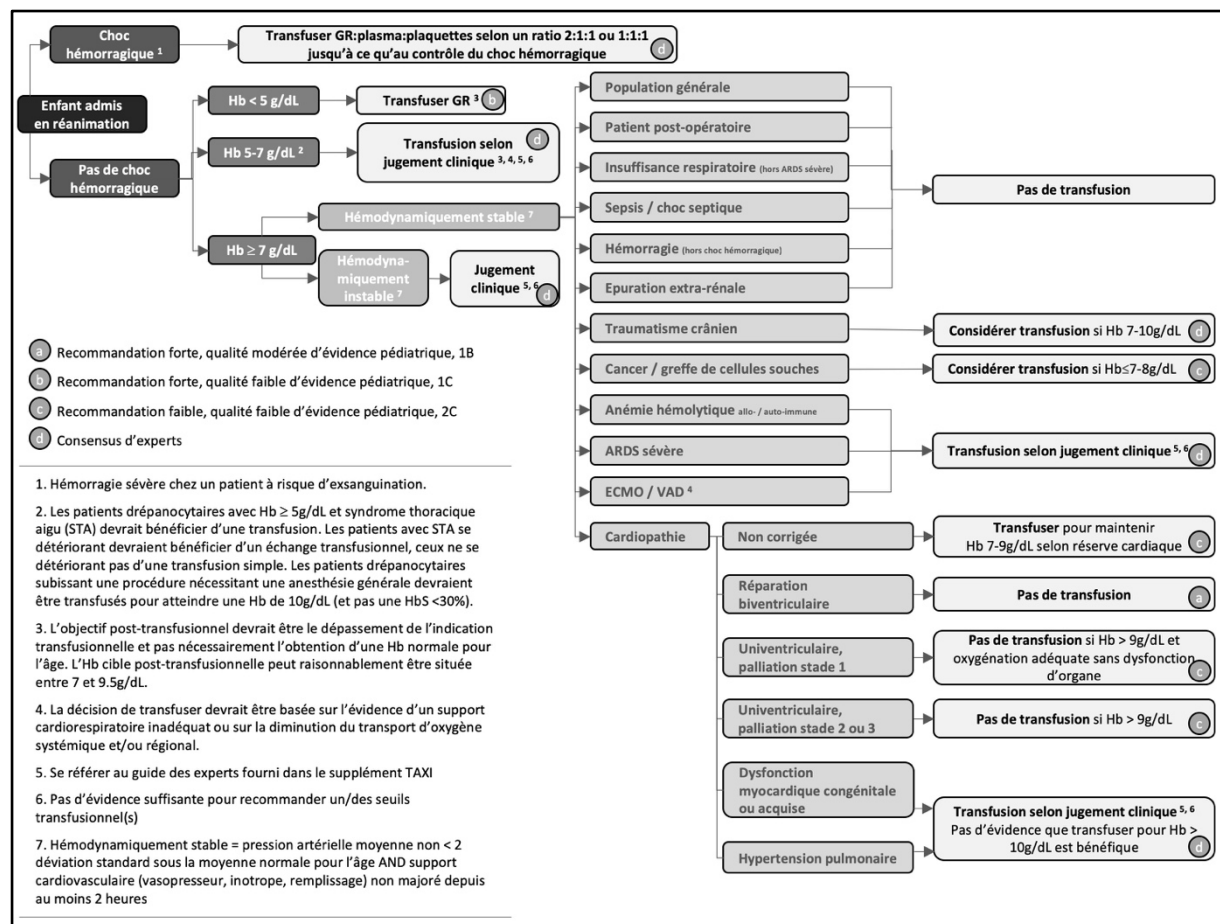 Choc
hémorragique ¹
Transfuser GR:plasma:plaquettes selon un ratio 2:1:1 ou 1:1:1
jusqu’à ce qu’au contrôle du choc hémorragique
d
Enfant admis
en réanimation
Pas de choc
hémorragique
Hb < 5 g/dL
Transfuser GR ³
b
Hb 5-7 g/dL ²
Transfusion selon
jugement clinique ³, ⁴, ⁵, ⁶
d
Hb ≥ 7 g/dL
Hémodynamiquement stable ⁷
Hémodyna-
miquement
instable ⁷
Jugement
clinique ⁵, ⁶
d
Population générale
Patient post-opératoire
Insuffisance respiratoire (hors ARDS sévère)
Sepsis / choc septique
Hémorragie (hors choc hémorragique)
Epuration extra-rénale
Pas de transfusion
Traumatisme crânien
Considérer transfusion si Hb 7-10g/dL
d
Cancer / greffe de cellules souches
Considérer transfusion si Hb≤7-8g/dL
c
Anémie hémolytique allo- / auto-immune
ARDS sévère
ECMO / VAD ⁴
Transfusion selon jugement clinique ⁵, ⁶
d
Cardiopathie
Non corrigée
Transfuser pour maintenir
Hb 7-9g/dL selon réserve cardiaque
c
Réparation
biventriculaire
Pas de transfusion
a
Univentriculaire,
palliation stade 1
Pas de transfusion si Hb > 9g/dL et
oxygénation adéquate sans dysfonction
d’organe
c
Univentriculaire,
palliation stade 2 ou 3
Pas de transfusion si Hb > 9g/dL
c
Dysfonction
myocardique congénitale
ou acquise
Hypertension pulmonaire
Transfusion selon jugement clinique ⁵, ⁶
Pas d’évidence que transfuser pour Hb >
10g/dL est bénéfique
d
a Recommandation forte, qualité modérée d’évidence pédiatrique, 1B
b Recommandation forte, qualité faible d’évidence pédiatrique, 1C
c Recommandation faible, qualité faible d’évidence pédiatrique, 2C
d Consensus d’experts
1. Hémorragie sévère chez un patient à risque d’exsanguination.
2. Les patients drépanocytaires avec Hb ≥ 5g/dL et syndrome thoracique
aigu (STA) devrait bénéficier d’une transfusion. Les patients avec STA se
détériorant devraient bénéficier d’un échange transfusionnel, ceux ne se
détériorant pas d’une transfusion simple. Les patients drépanocytaires
subissant une procédure nécessitant une anesthésie générale devraient
être transfusés pour atteindre une Hb de 10g/dL (et pas une HbS <30%).
3. L’objectif post-transfusionnel devrait être le dépassement de l’indication
transfusionnelle et pas nécessairement l’obtention d’une Hb normale pour
l’âge. L’Hb cible post-transfusionnelle peut raisonnablement être située
entre 7 et 9.5g/dL.
4. La décision de transfuser devrait être basée sur l’évidence d’un support
cardiorespiratoire inadéquat ou sur la diminution du transport d’oxygène
systémique et/ou régional.
5. Se référer au guide des experts fourni dans le supplément TAXI
6. Pas d’évidence suffisante pour recommander un/des seuils
transfusionnel(s)
7. Hémodynamiquement stable = pression artérielle moyenne non < 2
déviation standard sous la moyenne normale pour l’âge AND support
cardiovasculaire (vasopresseur, inotrope, remplissage) non majoré depuis
au moins 2 heures